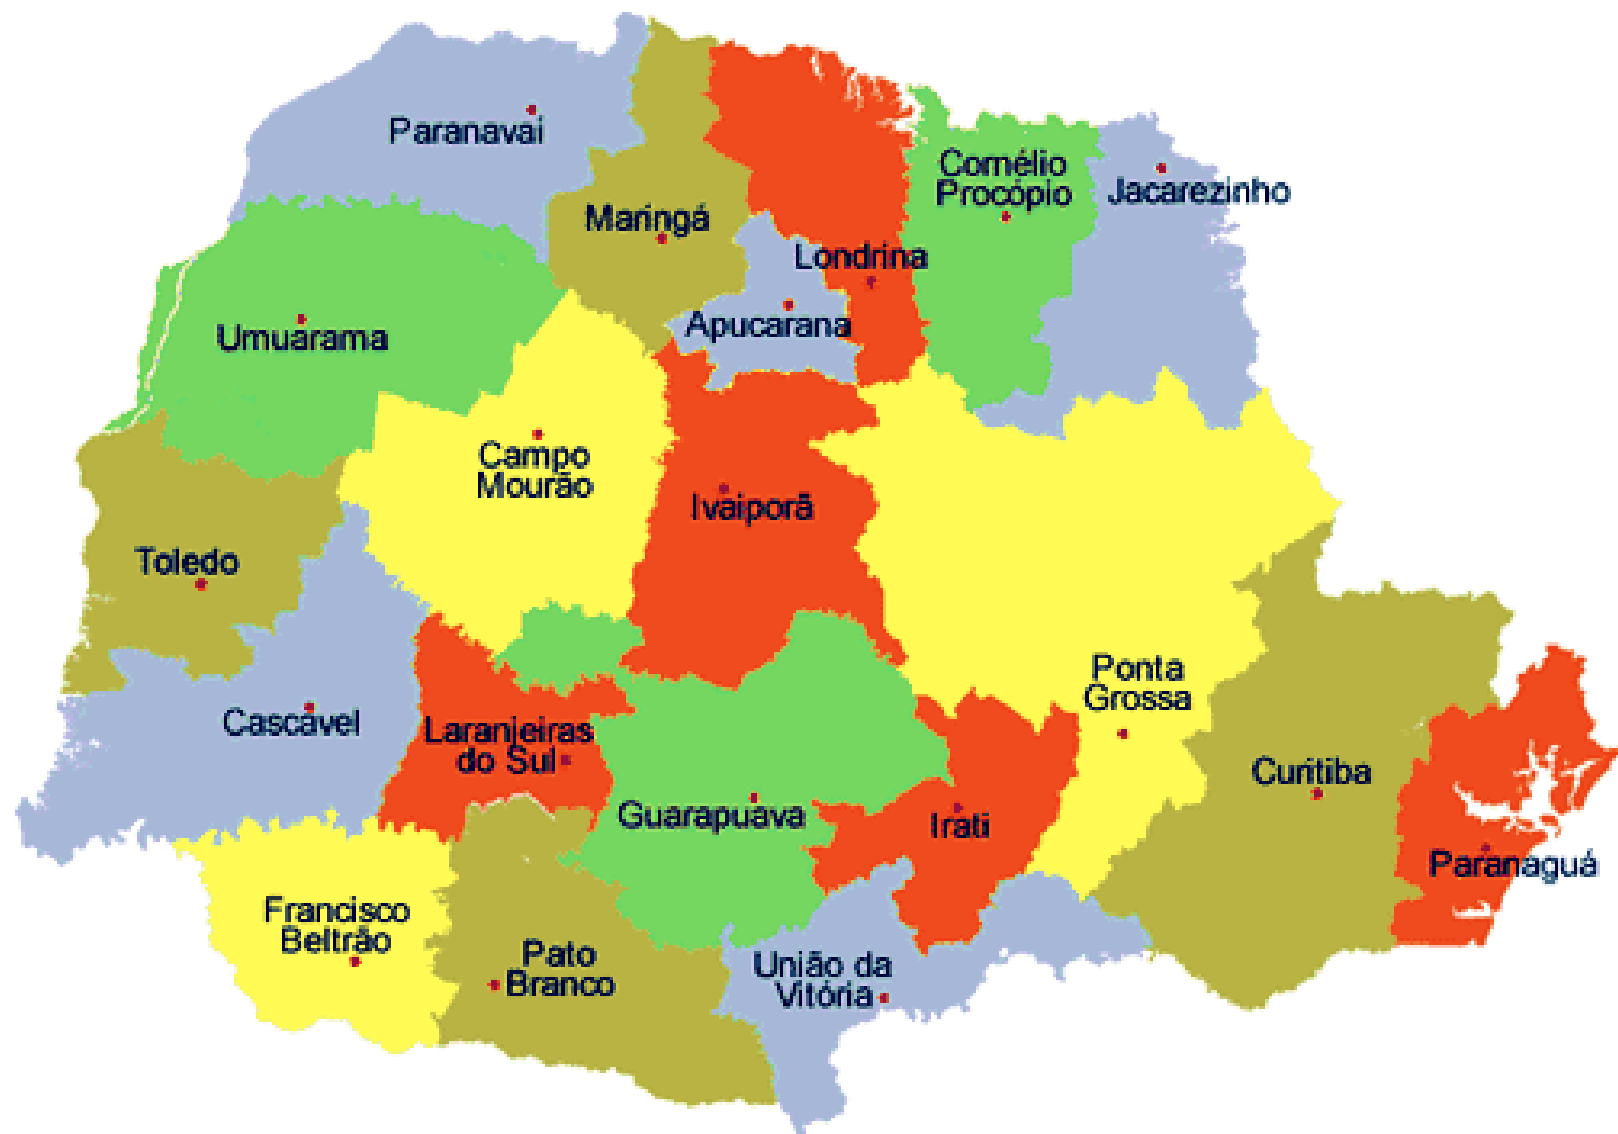 Paranavai
Cornélio
Procópio
Jacarezinho
Maringá
Londrina
Umuarama
Apucarana
Campo
Mourão
Ivaiporã
Toledo
Ponta
Grossa
Cascavel
Laranjeiras
do Sul
Curitiba
Guarapuava
Irati
Paranaguá
Francisco
Beltrão
Pato
Branco
União da
Vitória